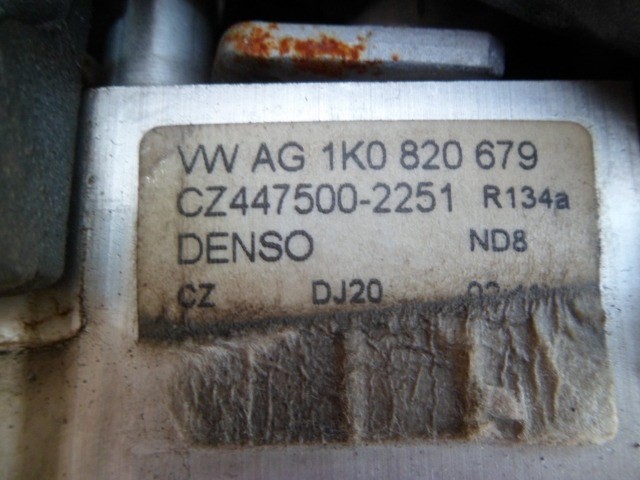 VW AG 1K0 820 679
CZ447500-2251 R134a
DENSO ND8
CZ DJ20